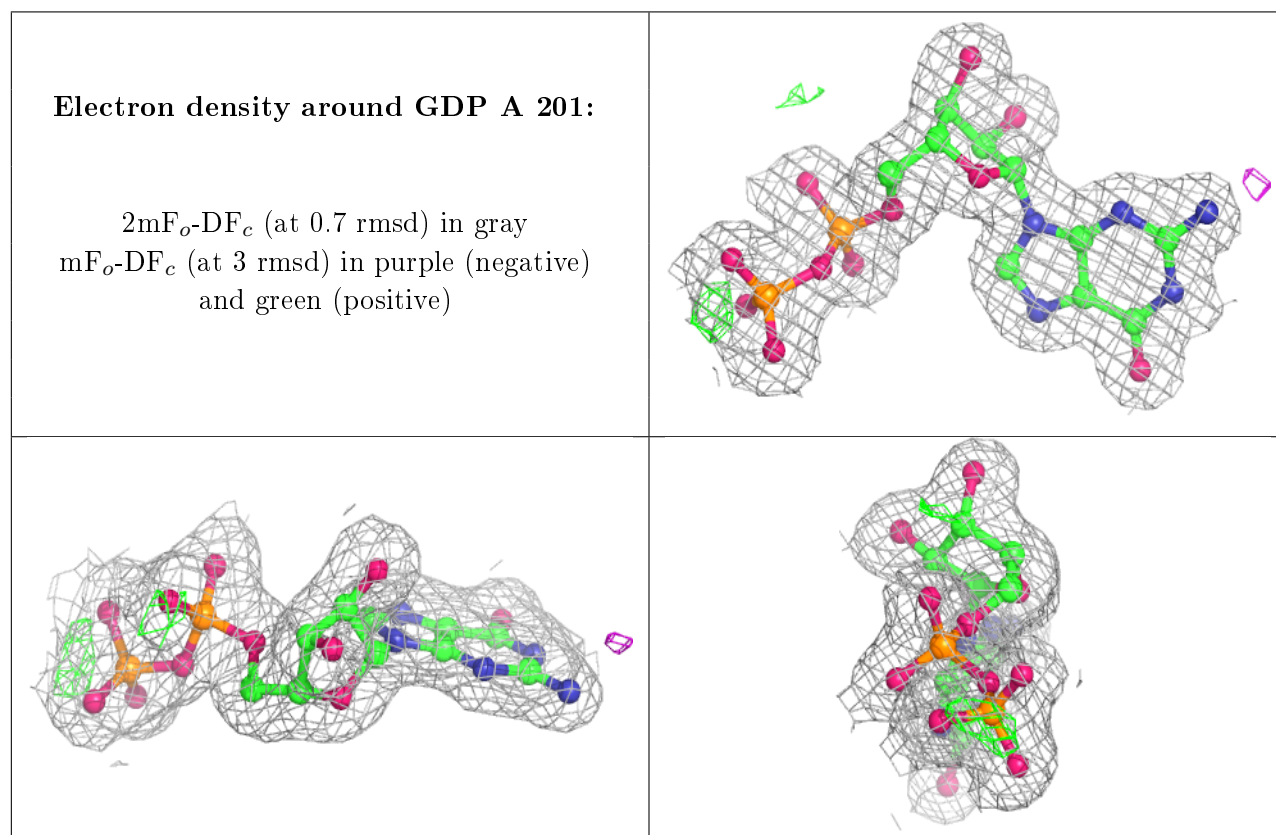 Electron density around GDP A 201:
2mFo-DFc (at 0.7 rmsd) in gray
mFo-DFc (at 3 rmsd) in purple (negative)
and green (positive)